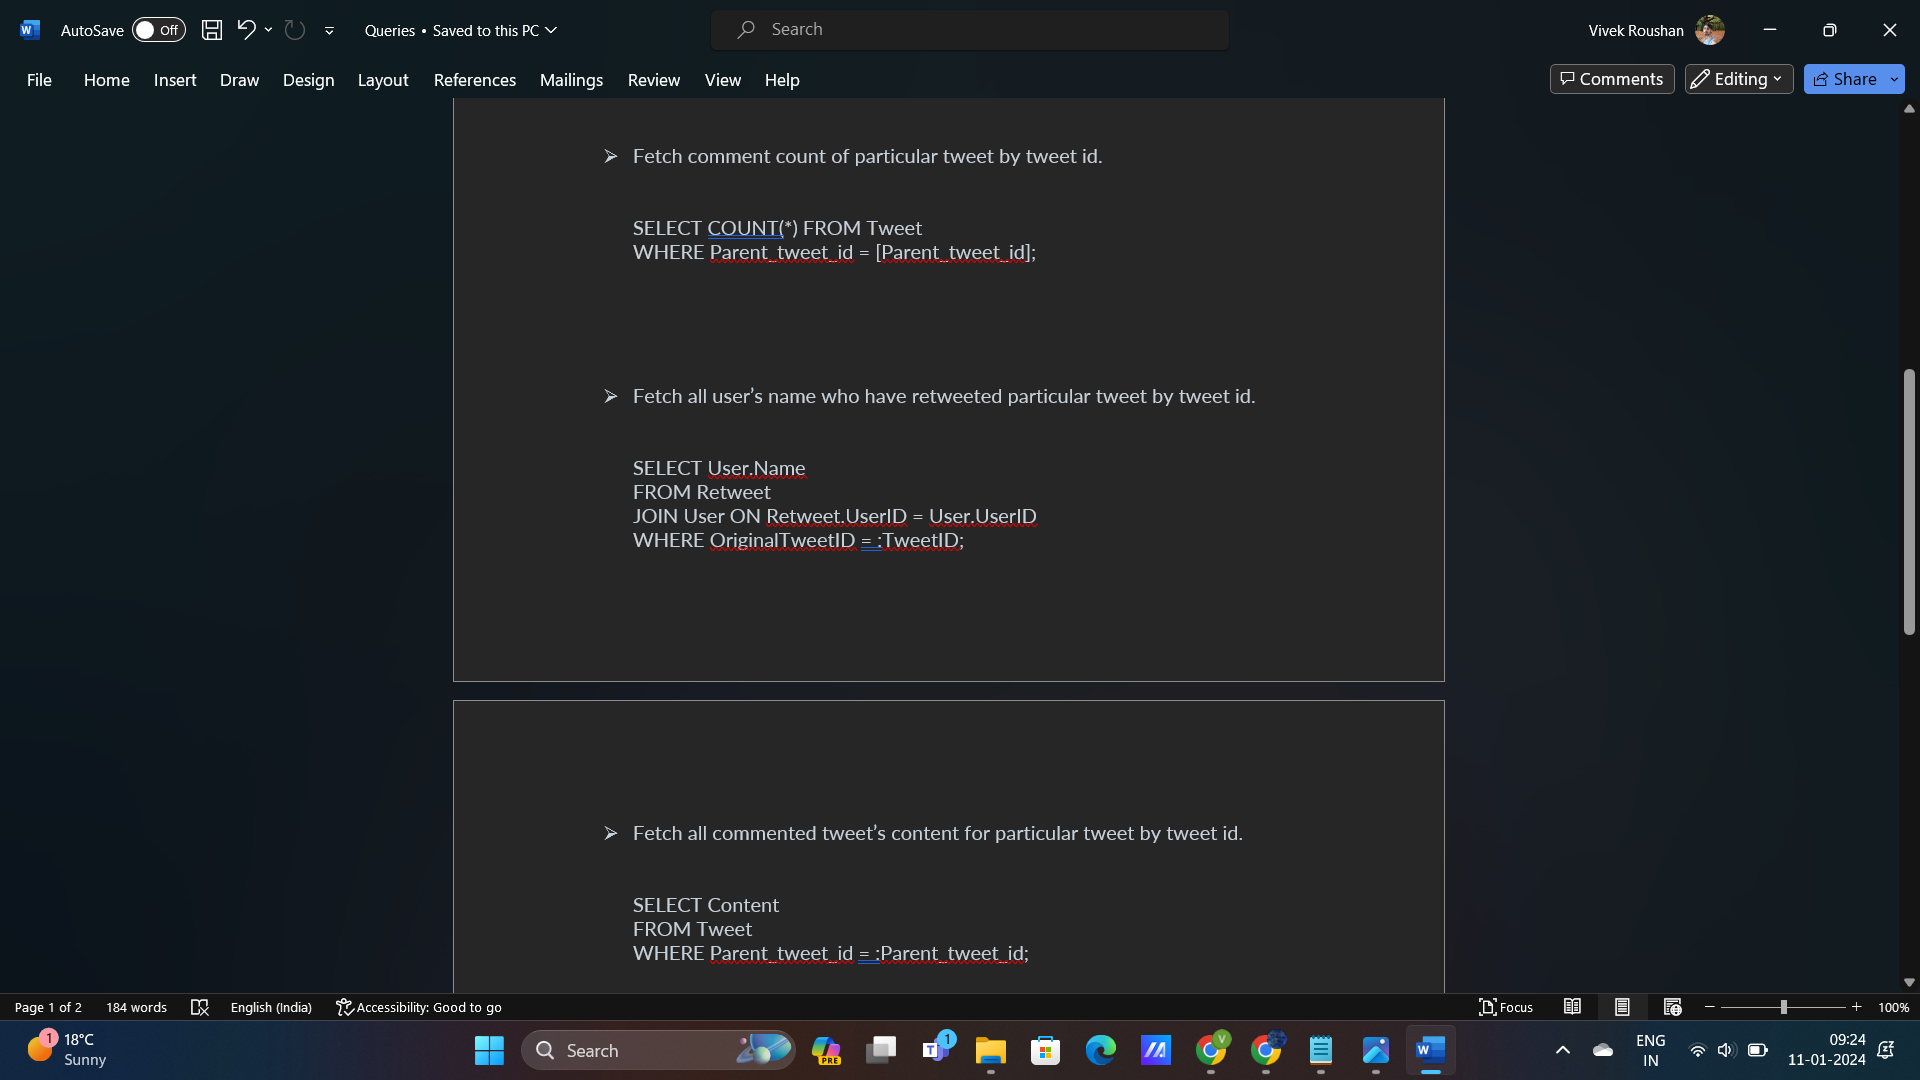 AutoSave Off Queries • Saved to this PC Search Vivek Roushan
File Home Insert Draw Design Layout References Mailings Review View Help Comments Editing Share
➢ Fetch comment count of particular tweet by tweet id.
SELECT COUNT(*) FROM Tweet
WHERE Parent_tweet_id = [Parent_tweet_id];
➢ Fetch all user’s name who have retweeted particular tweet by tweet id.
SELECT User.Name
FROM Retweet
JOIN User ON Retweet.UserID = User.UserID
WHERE OriginalTweetID = :TweetID;
➢ Fetch all commented tweet’s content for particular tweet by tweet id.
SELECT Content
FROM Tweet
WHERE Parent_tweet_id = :Parent_tweet_id;
Page 1 of 2 184 words English (India) Accessibility: Good to go Focus 100%
1 18°C
Sunny
Search PRE T 1 V W
ENG
IN
09:24
11-01-2024